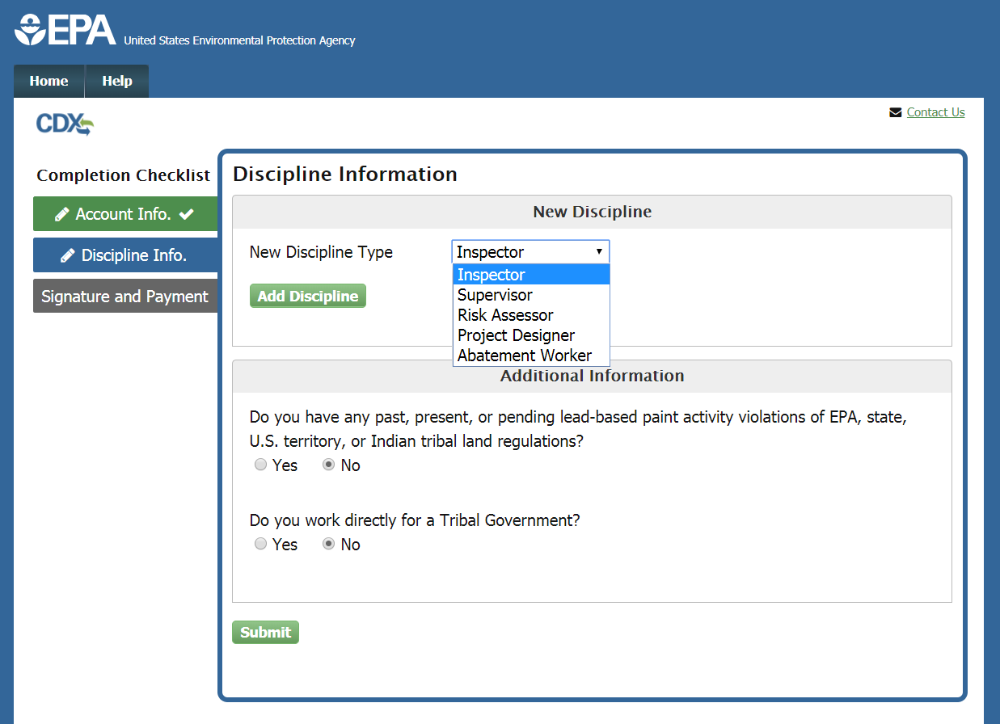 EPA United States Environmental Protection Agency
Home Help
CDX
Contact Us
Completion Checklist
Account Info.
Discipline Info.
Signature and Payment
Discipline Information
New Discipline
New Discipline Type Inspector
Inspector
Supervisor
Risk Assessor
Project Designer
Abatement Worker
Add Discipline
Additional Information
Do you have any past, present, or pending lead-based paint activity violations of EPA, state,
U.S. territory, or Indian tribal land regulations?
Yes No
Do you work directly for a Tribal Government?
Yes No
Submit